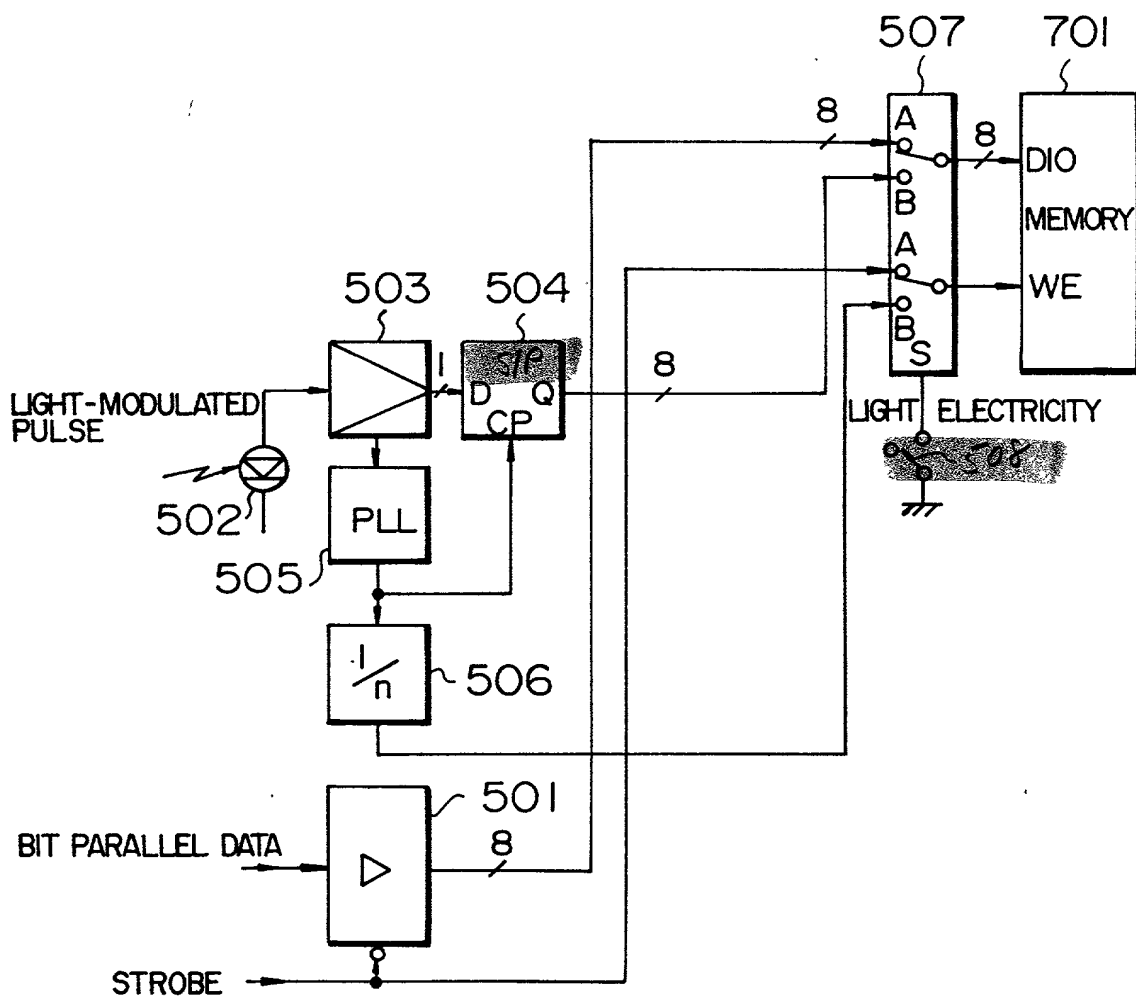 507
701
8
A
8
DIO
B
MEMORY
A
WE
B
S
503
504
1
S/P
D Q
CP
8
LIGHT-MODULATED
PULSE
LIGHT ELECTRICITY
508
502
PLL
505
1/n
506
501
8
BIT PARALLEL DATA
STROBE